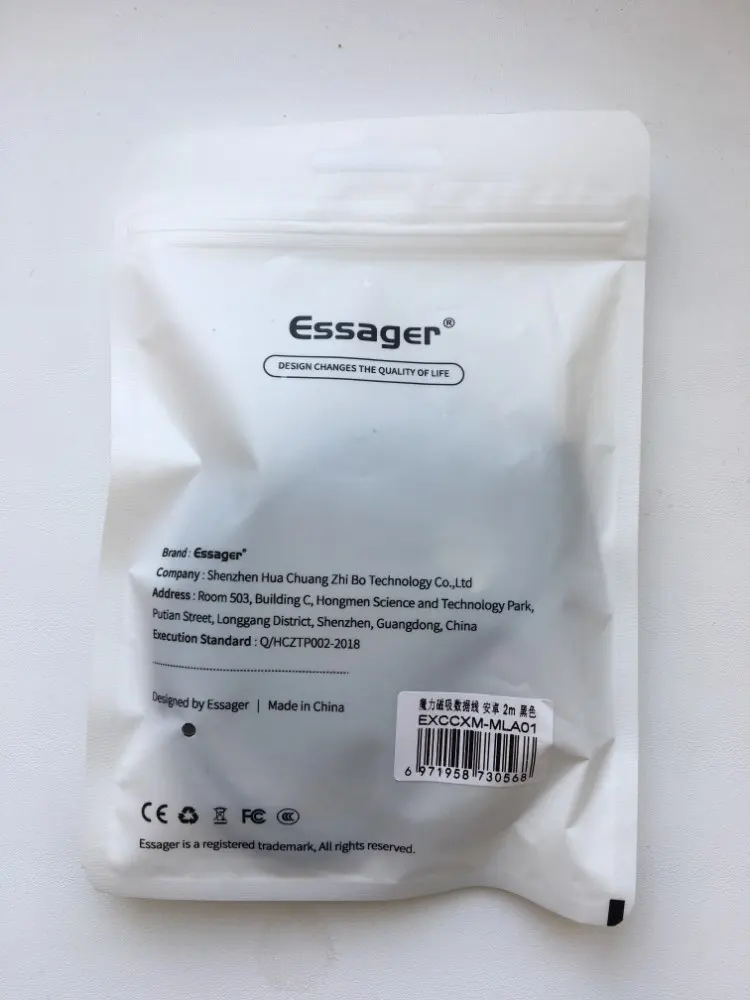 Essager®
DESIGN CHANGES THE QUALITY OF LIFE
Brand : Essager®
Company : Shenzhen Hua Chuang Zhi Bo Technology Co.,Ltd
Address : Room 503, Building C, Hongmen Science and Technology Park,
Putian Street, Longgang District, Shenzhen, Guangdong, China
Execution Standard : Q/HCZTP002-2018
Designed by Essager | Made in China
魔力磁吸数据线 安卓 2m 黑色
EXCCXM-MLA01
6 971958 730568
CE FC CCC
Essager is a registered trademark, All rights reserved.